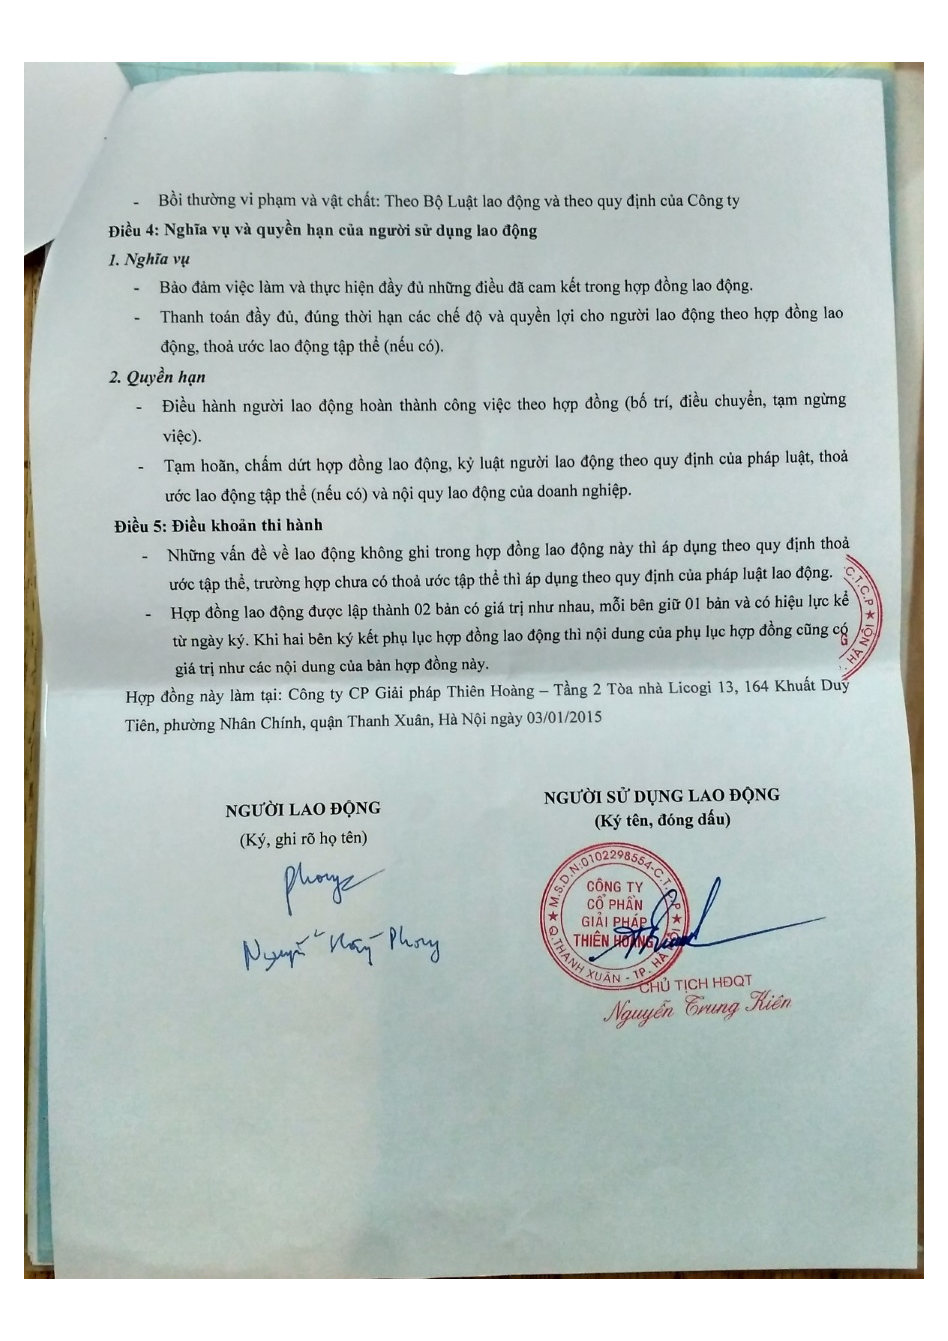 - Bồi thường vi phạm và vật chất: Theo Bộ Luật lao động và theo quy định của Công ty
Điều 4: Nghĩa vụ và quyền hạn của người sử dụng lao động
1. Nghĩa vụ
- Bảo đảm việc làm và thực hiện đầy đủ những điều đã cam kết trong hợp đồng lao động.
- Thanh toán đầy đủ, đúng thời hạn các chế độ và quyền lợi cho người lao động theo hợp đồng lao
động, thoả ước lao động tập thể (nếu có).
2. Quyền hạn
- Điều hành người lao động hoàn thành công việc theo hợp đồng (bố trí, điều chuyển, tạm ngừng
việc).
- Tạm hoãn, chấm dứt hợp đồng lao động, kỷ luật người lao động theo quy định của pháp luật, thoả
ước lao động tập thể (nếu có) và nội quy lao động của doanh nghiệp.
Điều 5: Điều khoản thi hành
- Những vấn đề về lao động không ghi trong hợp đồng lao động này thì áp dụng theo quy định thoả
ước tập thể, trường hợp chưa có thoả ước tập thể thì áp dụng theo quy định của pháp luật lao động.
- Hợp đồng lao động được lập thành 02 bản có giá trị như nhau, mỗi bên giữ 01 bản và có hiệu lực kể
từ ngày ký. Khi hai bên ký kết phụ lục hợp đồng lao động thì nội dung của phụ lục hợp đồng cũng có
giá trị như các nội dung của bản hợp đồng này.
C.T.C.P ★
HÀ NỘI
G
Hợp đồng này làm tại: Công ty CP Giải pháp Thiên Hoàng – Tầng 2 Tòa nhà Licogi 13, 164 Khuất Duy
Tiên, phường Nhân Chính, quận Thanh Xuân, Hà Nội ngày 03/01/2015
NGƯỜI LAO ĐỘNG
(Ký, ghi rõ họ tên)
Phong
Nguyễn Phong
NGƯỜI SỬ DỤNG LAO ĐỘNG
(Ký tên, đóng dấu)
★ M.S.D.N:0102298554-C.T.C.P ★
CÔNG TY
CỔ PHẦN
GIẢI PHÁP
THIÊN HOÀNG
Q.THANH XUÂN - TP. HÀ NỘI
CHỦ TỊCH HĐQT
Nguyễn Trung Kiên